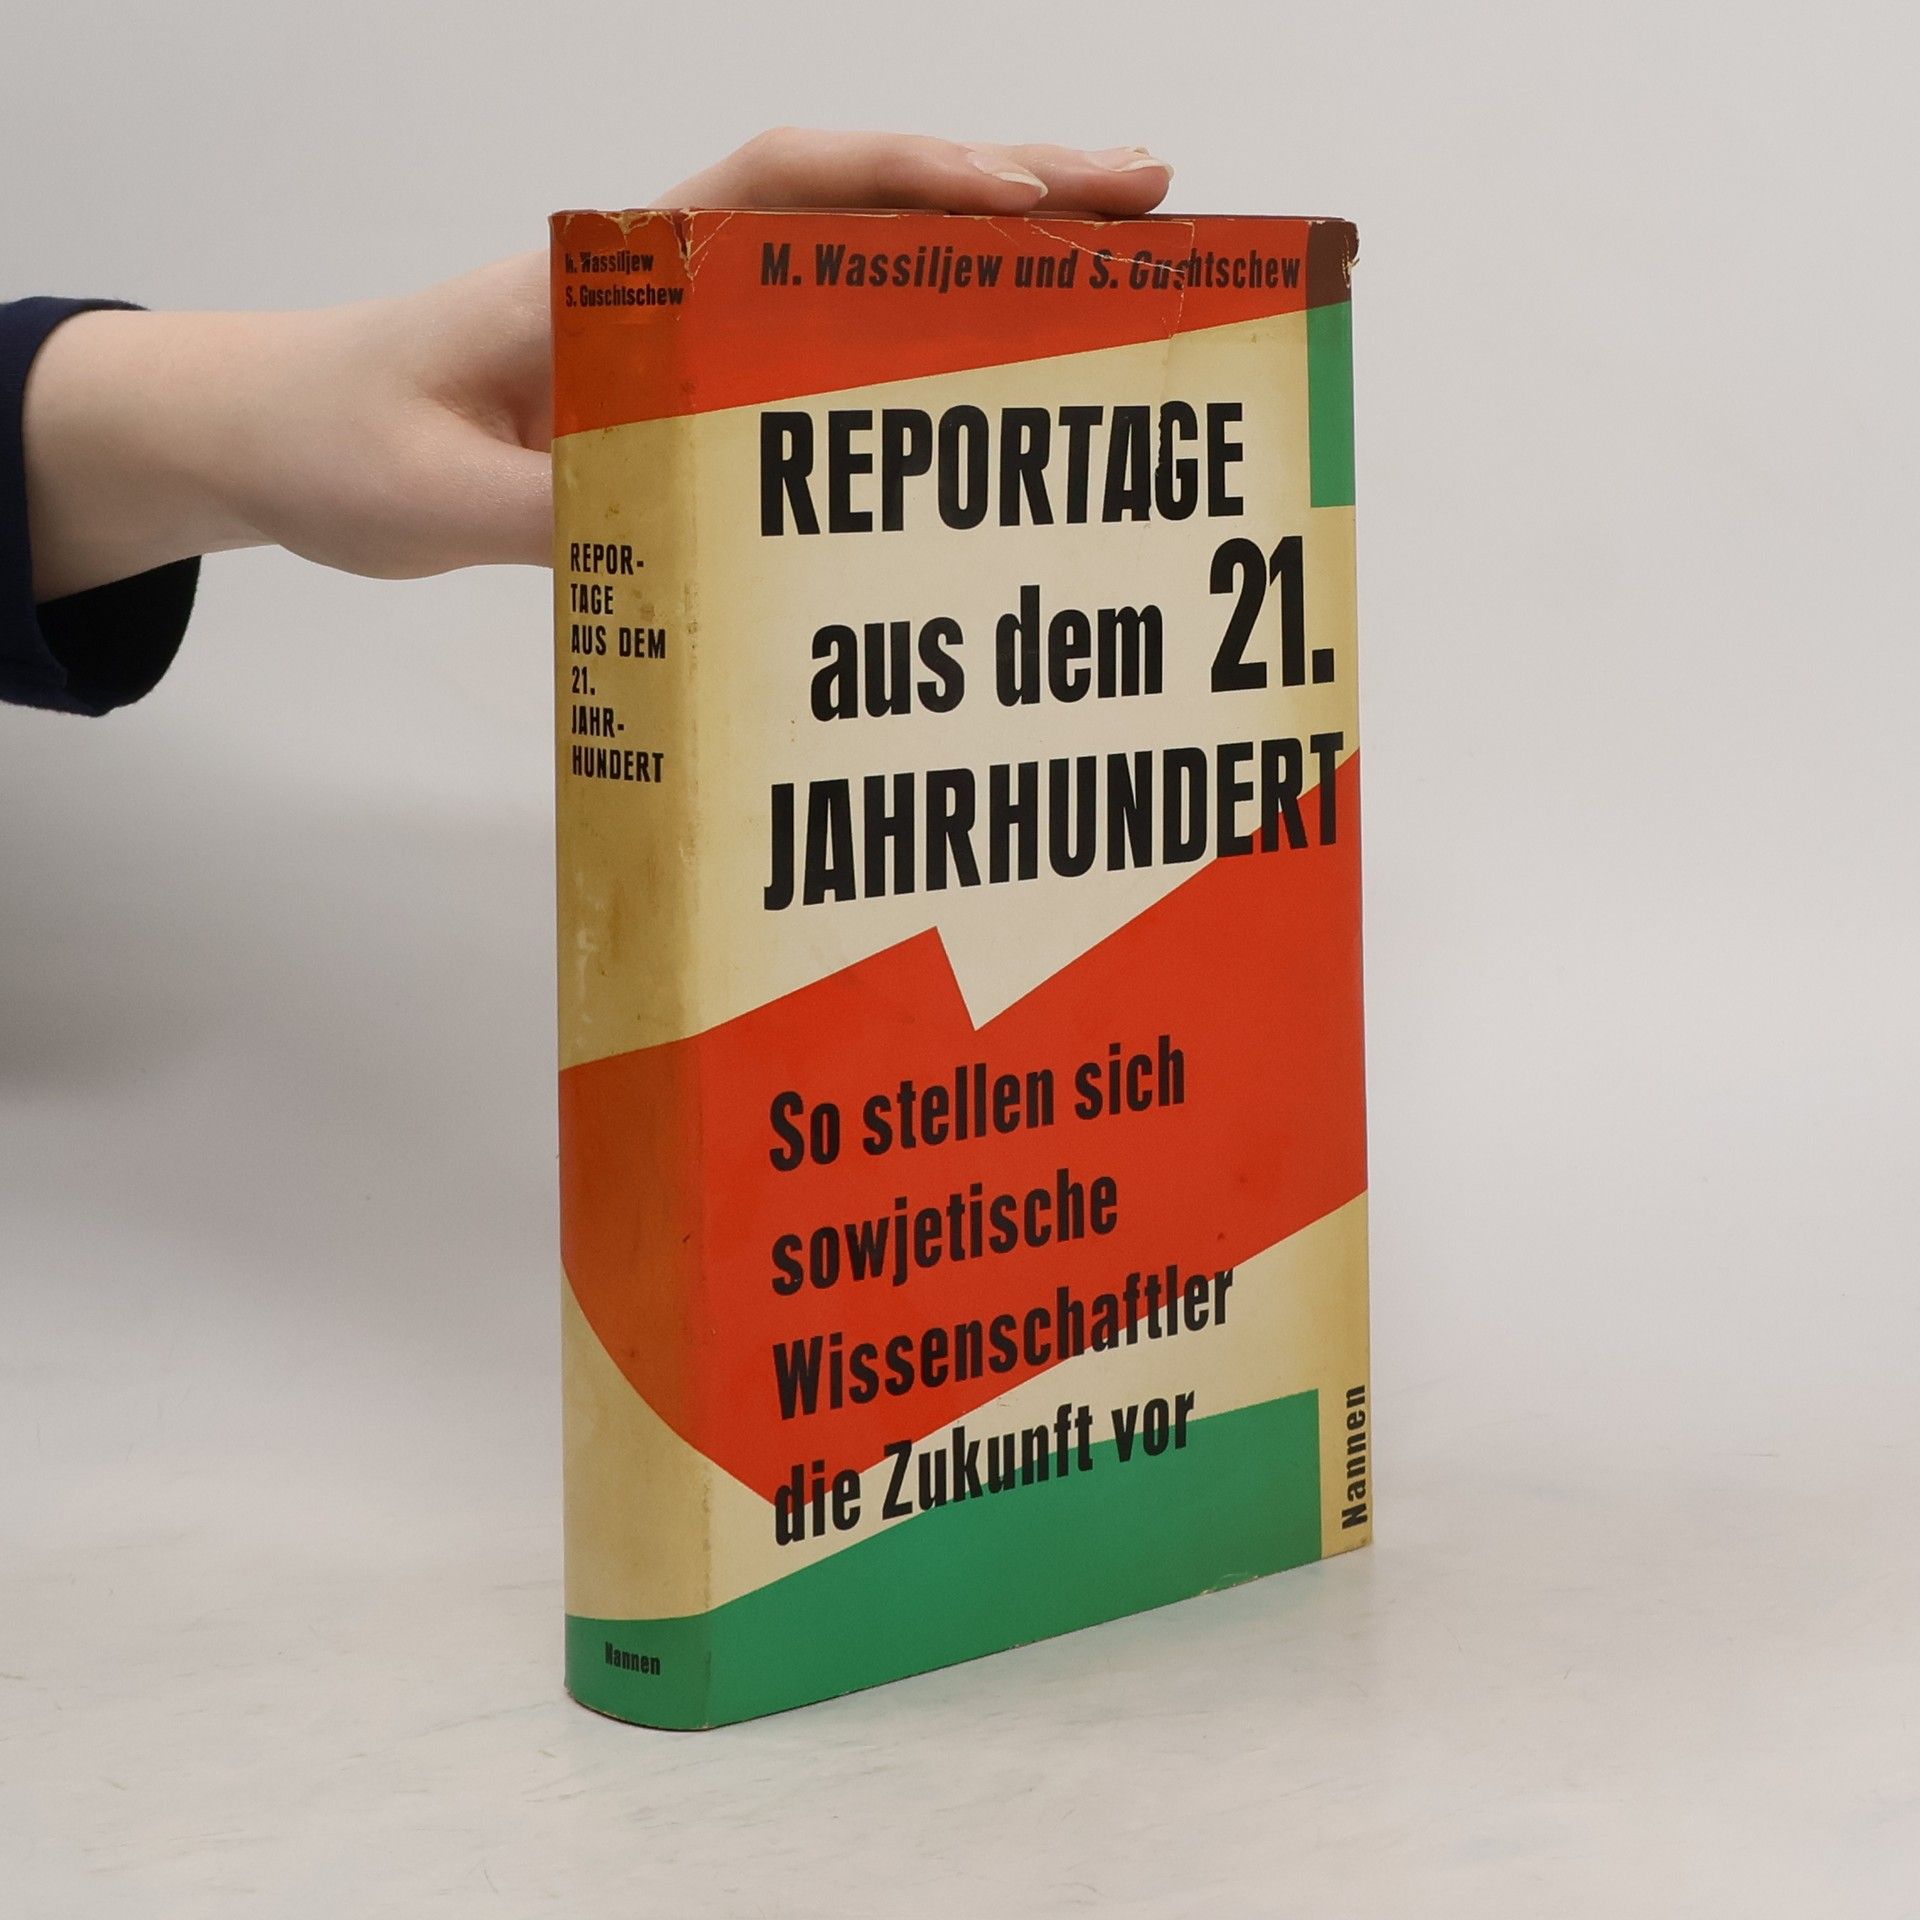 M. Wassiljew
S. Guschtschew
REPOR-
TAGE
AUS DEM
21.
JAHR-
HUNDERT
Nannen
M. Wassiljew und S. Guschtschew
REPORTAGE
aus dem 21.
JAHRHUNDERT
So stellen sich
sowjetische
Wissenschaftler
die Zukunft vor
Nannen